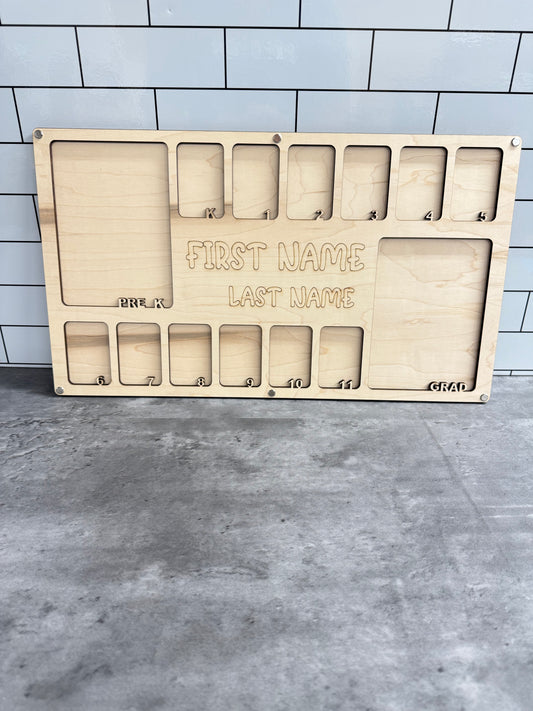 K 1 2 3 4 5
FIRST NAME
LAST NAME
PRE_K
6 7 8 9 10 11 GRAD